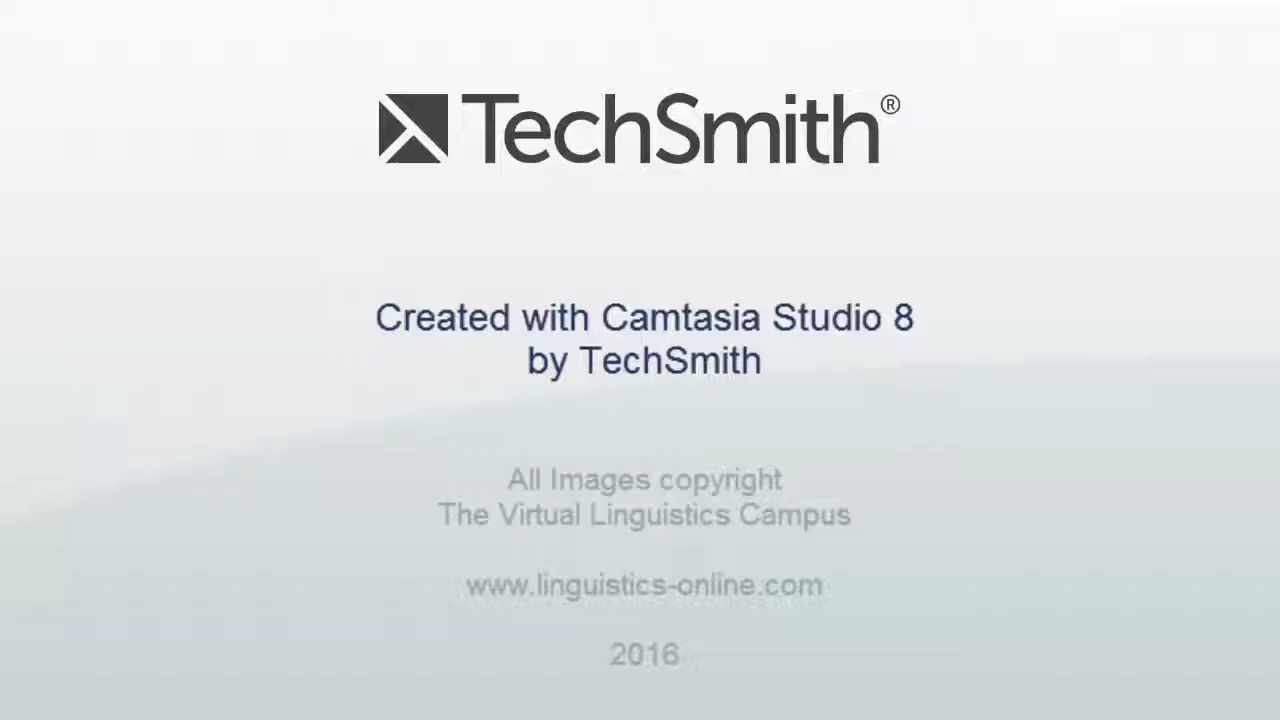 TechSmith®
Created with Camtasia Studio 8
by TechSmith
All Images copyright
The Virtual Linguistics Campus
www.linguistics-online.com
2016